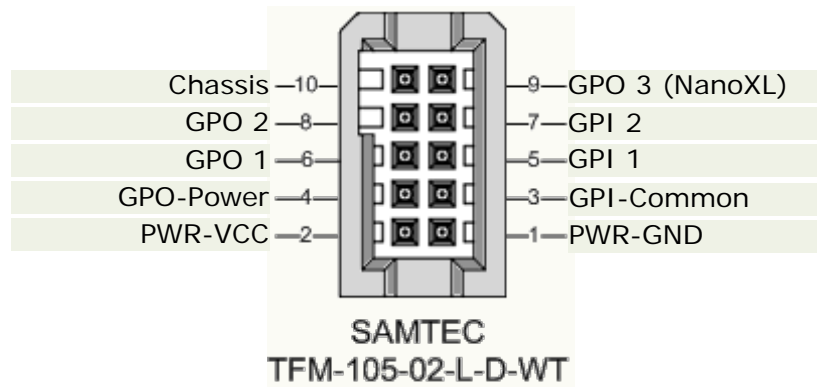 Chassis 10 9 GPO 3 (NanoXL)
GPO 2 8 7 GPI 2
GPO 1 6 5 GPI 1
GPO-Power 4 3 GPI-Common
PWR-VCC 2 1 PWR-GND
SAMTEC
TFM-105-02-L-D-WT